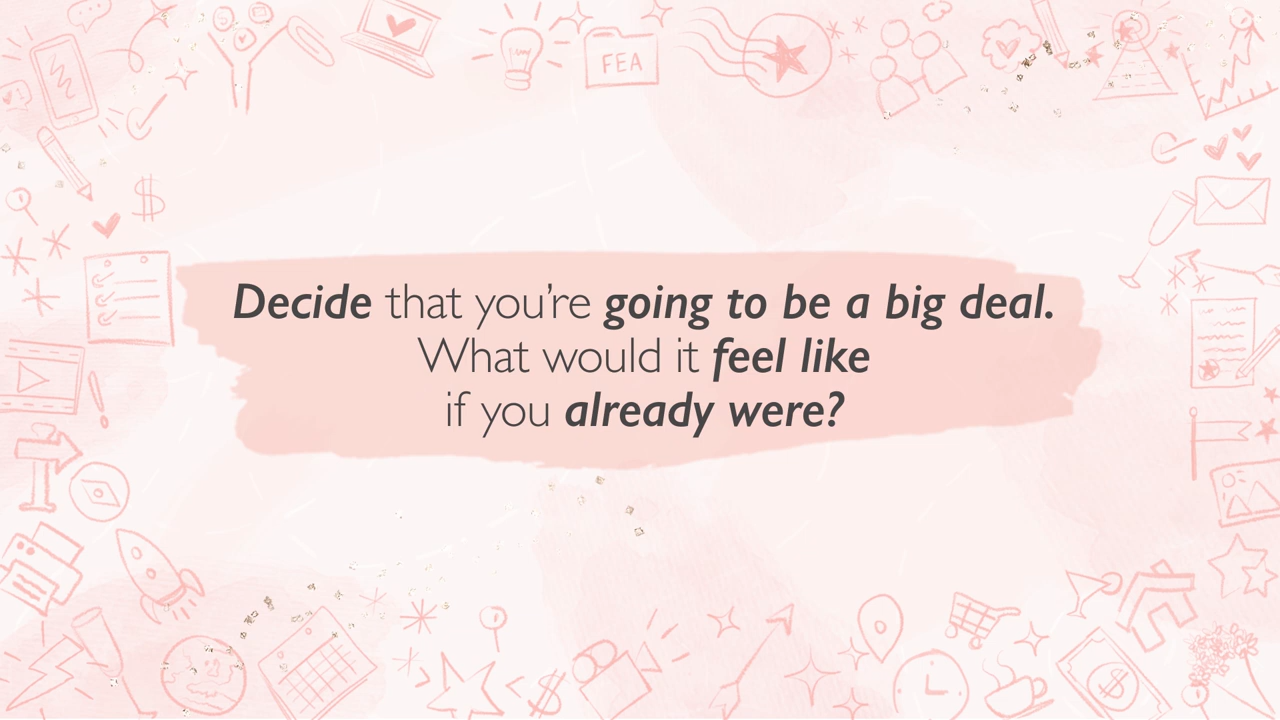 FEA
Decide that you're going to be a big deal.
What would it feel like
if you already were?